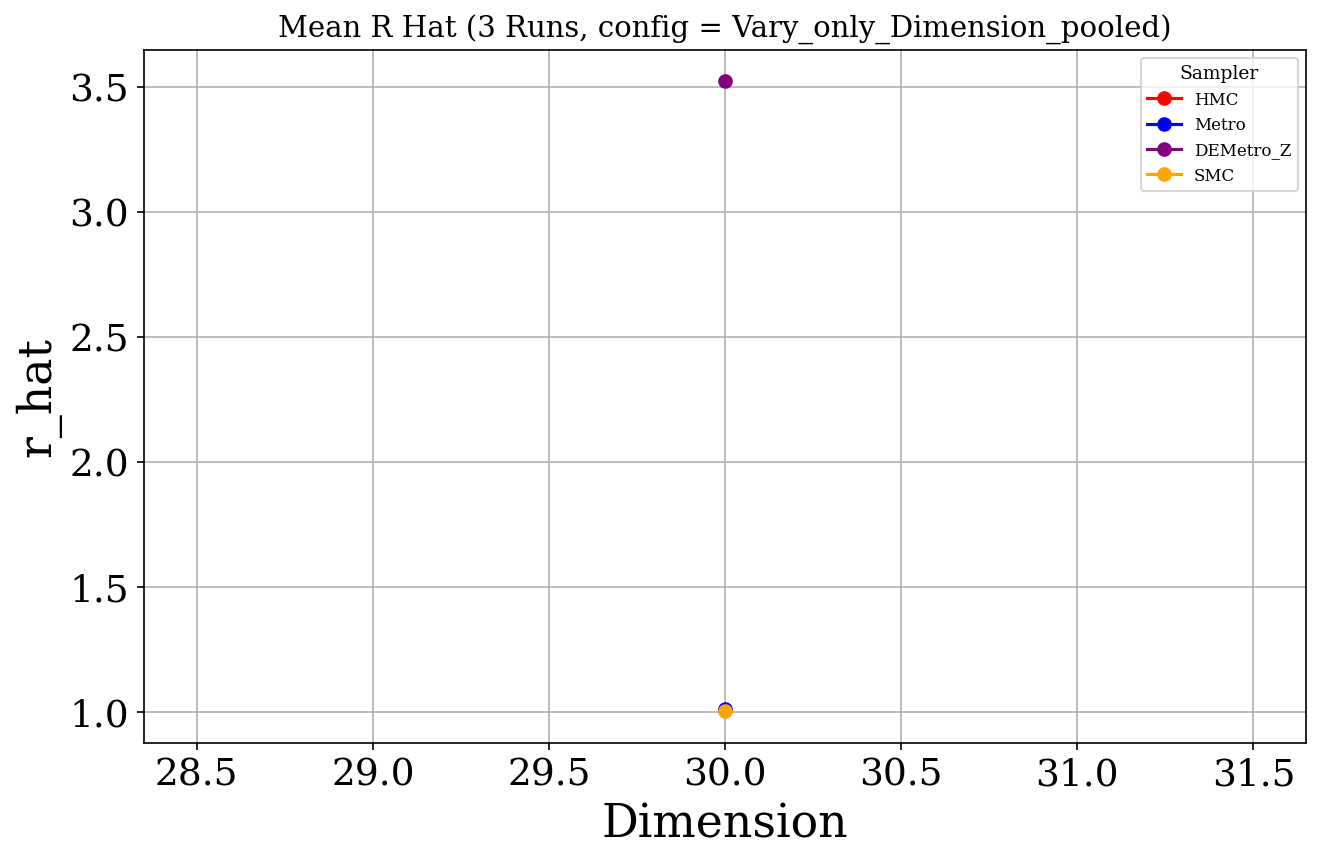 Mean R Hat (3 Runs, config = Vary_only_Dimension_pooled)
Sampler
HMC
Metro
DEMetro_Z
SMC
r_hat
3.5
3.0
2.5
2.0
1.5
1.0
28.5 29.0 29.5 30.0 30.5 31.0 31.5
Dimension